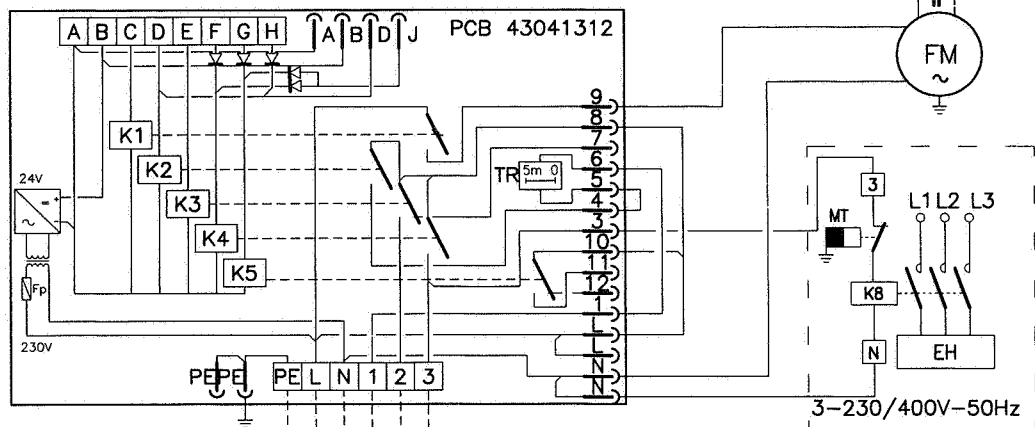 A B C D E F G H A B D J PCB 43041312
FM
~
K1
K2
K3
K4
K5
24V
=
~
Fp
230V
TR 5m 0
9
8
7
6
5
4
3
10
11
12
1
L
L
N
N
PE PE PE L N 1 2 3
3
MT
L1 L2 L3
K8
N
EH
3-230/400V-50Hz